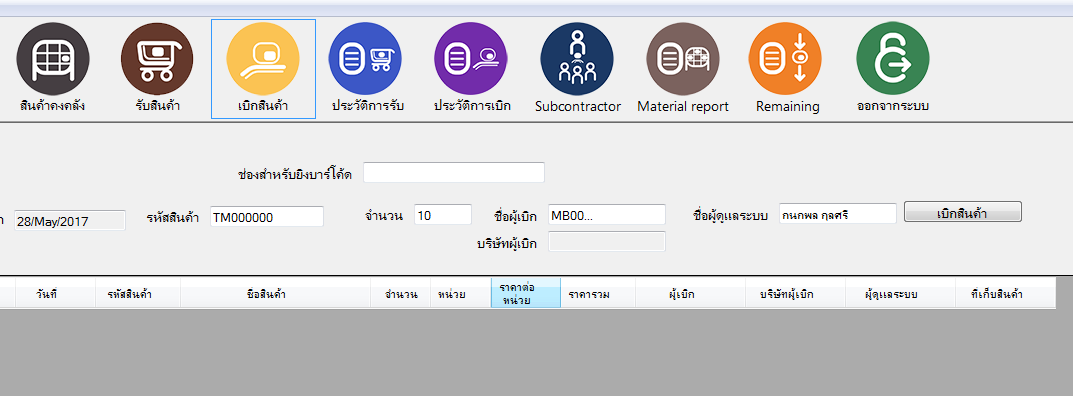 สินค้าคงคลัง
รับสินค้า
เบิกสินค้า
ประวัติการรับ
ประวัติการเบิก
Subcontractor
Material report
Remaining
ออกจากระบบ
ช่องสำหรับยิงบาร์โค้ด
28/May/2017
รหัสสินค้า
TM000000
จำนวน
10
ชื่อผู้เบิก
MB00...
ชื่อผู้ดูแลระบบ
กนกพล กุลศรี
เบิกสินค้า
บริษัทผู้เบิก
วันที่
รหัสสินค้า
ชื่อสินค้า
จำนวน
หน่วย
ราคาต่อ
หน่วย
ราคารวม
ผู้เบิก
บริษัทผู้เบิก
ผู้ดูแลระบบ
ที่เก็บสินค้า